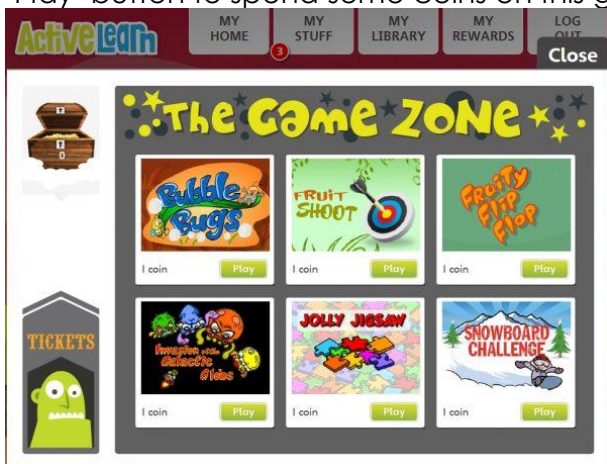 'Play' button to spend some coins on this g
ActiveLearn
MY HOME
MY STUFF
3
MY LIBRARY
MY REWARDS
LOG OUT
Close
The Game Zone
0
TICKETS
Bubble Bugs
1 coin
Play
FRUIT SHOOT
1 coin
Play
Fruity Flip Flop
1 coin
Play
Invasion of the Galactic Globs
1 coin
Play
JOLLY JIGSAW
1 coin
Play
SNOWBOARD CHALLENGE
1 coin
Play